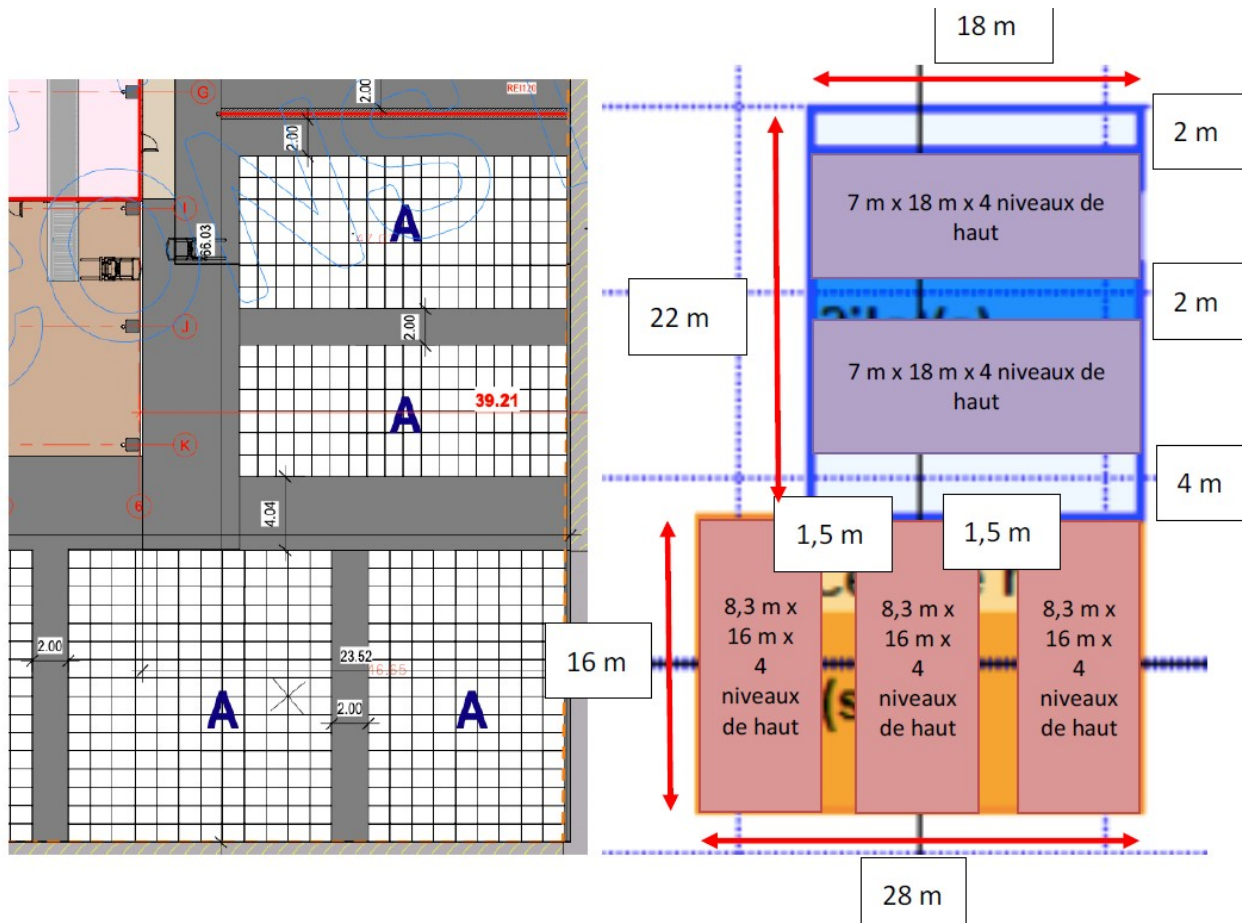 18 m
G
2.00
REI120
2.00
2 m
A
7 m x 18 m x 4 niveaux de
haut
I
66.03
22 m
2 m
J
2.00
A
39.21
7 m x 18 m x 4 niveaux de
haut
K
6
4.04
4 m
1,5 m
1,5 m
2.00
23.52
16.65
2.00
A
A
16 m
8,3 m x
16 m x
4
niveaux
de haut
8,3 m x
16 m x
4
niveaux
de haut
8,3 m x
16 m x
4
niveaux
de haut
28 m